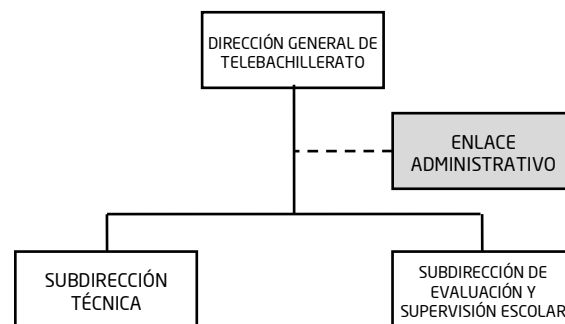 DIRECCIÓN GENERAL DE
TELEBACHILLERATO
ENLACE
ADMINISTRATIVO
SUBDIRECCIÓN
TÉCNICA
SUBDIRECCIÓN DE
EVALUACIÓN Y
SUPERVISIÓN ESCOLAR